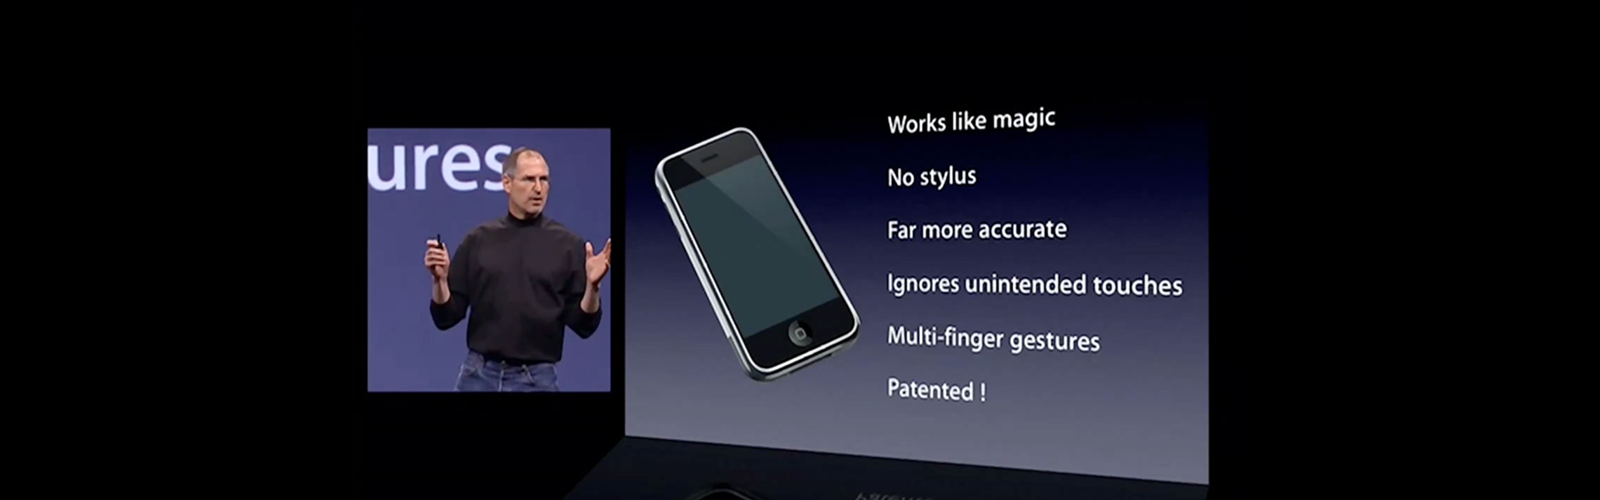 ures
Works like magic
No stylus
Far more accurate
Ignores unintended touches
Multi-finger gestures
Patented !